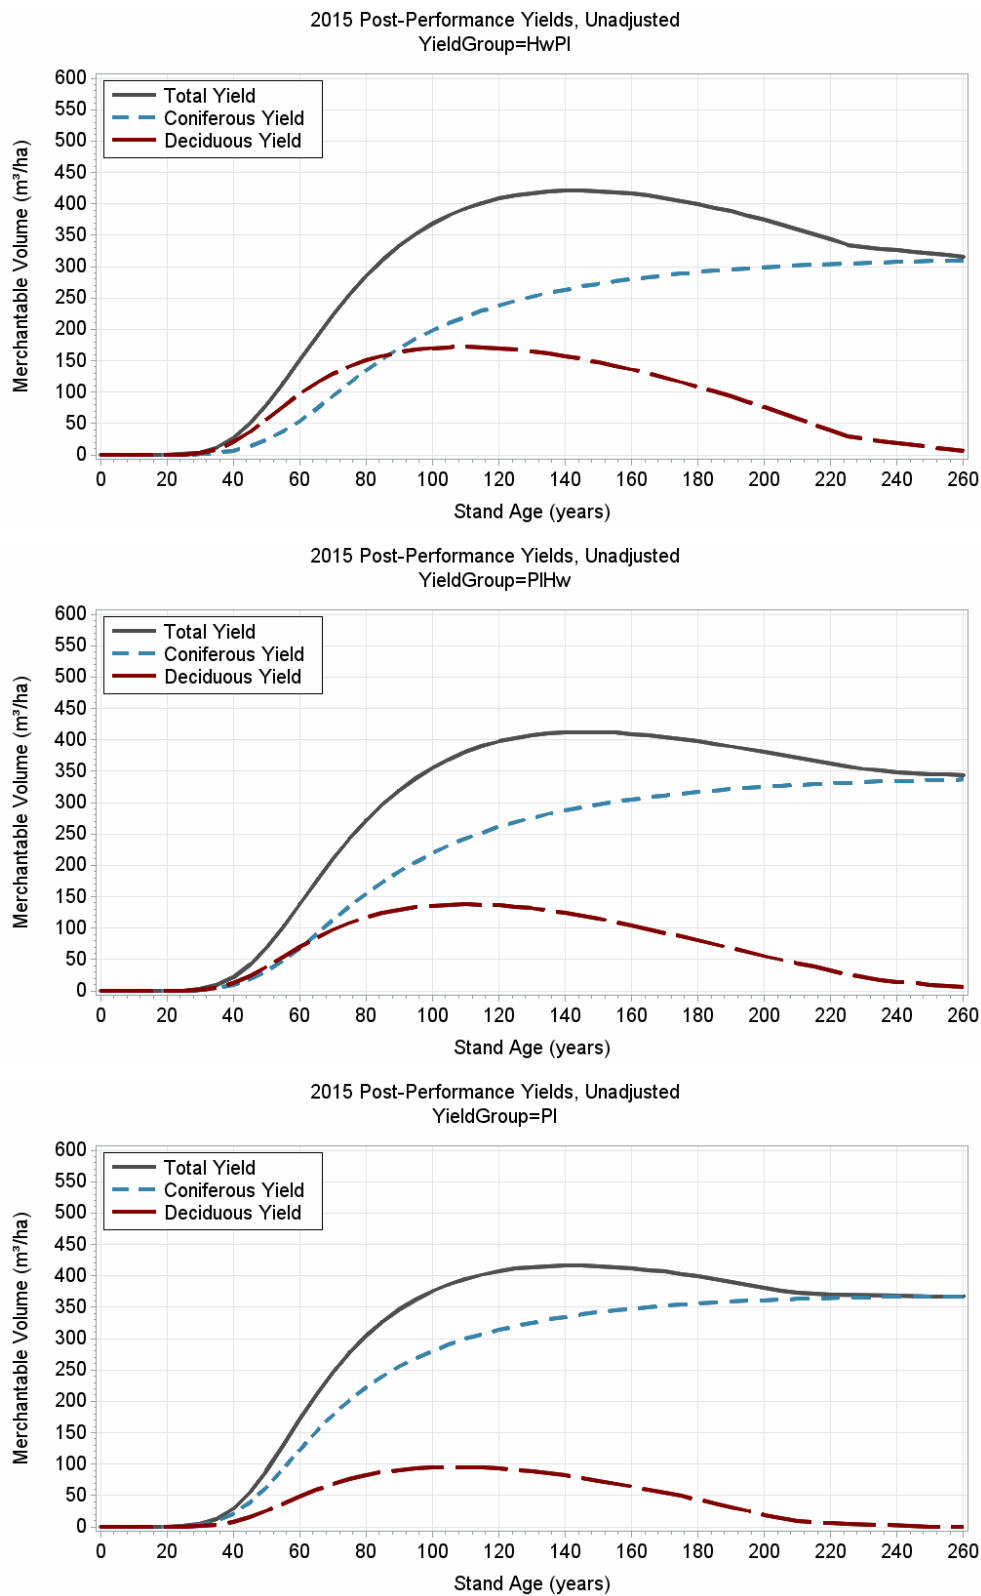 2015 Post-Performance Yields, Unadjusted
YieldGroup=HwPl
Merchantable Volume (m³/ha)
600
550
500
450
400
350
300
250
200
150
100
50
0
Total Yield
Coniferous Yield
Deciduous Yield
0 20 40 60 80 100 120 140 160 180 200 220 240 260
Stand Age (years)
2015 Post-Performance Yields, Unadjusted
YieldGroup=PlHw
Merchantable Volume (m³/ha)
600
550
500
450
400
350
300
250
200
150
100
50
0
Total Yield
Coniferous Yield
Deciduous Yield
0 20 40 60 80 100 120 140 160 180 200 220 240 260
Stand Age (years)
2015 Post-Performance Yields, Unadjusted
YieldGroup=Pl
Merchantable Volume (m³/ha)
600
550
500
450
400
350
300
250
200
150
100
50
0
Total Yield
Coniferous Yield
Deciduous Yield
0 20 40 60 80 100 120 140 160 180 200 220 240 260
Stand Age (years)